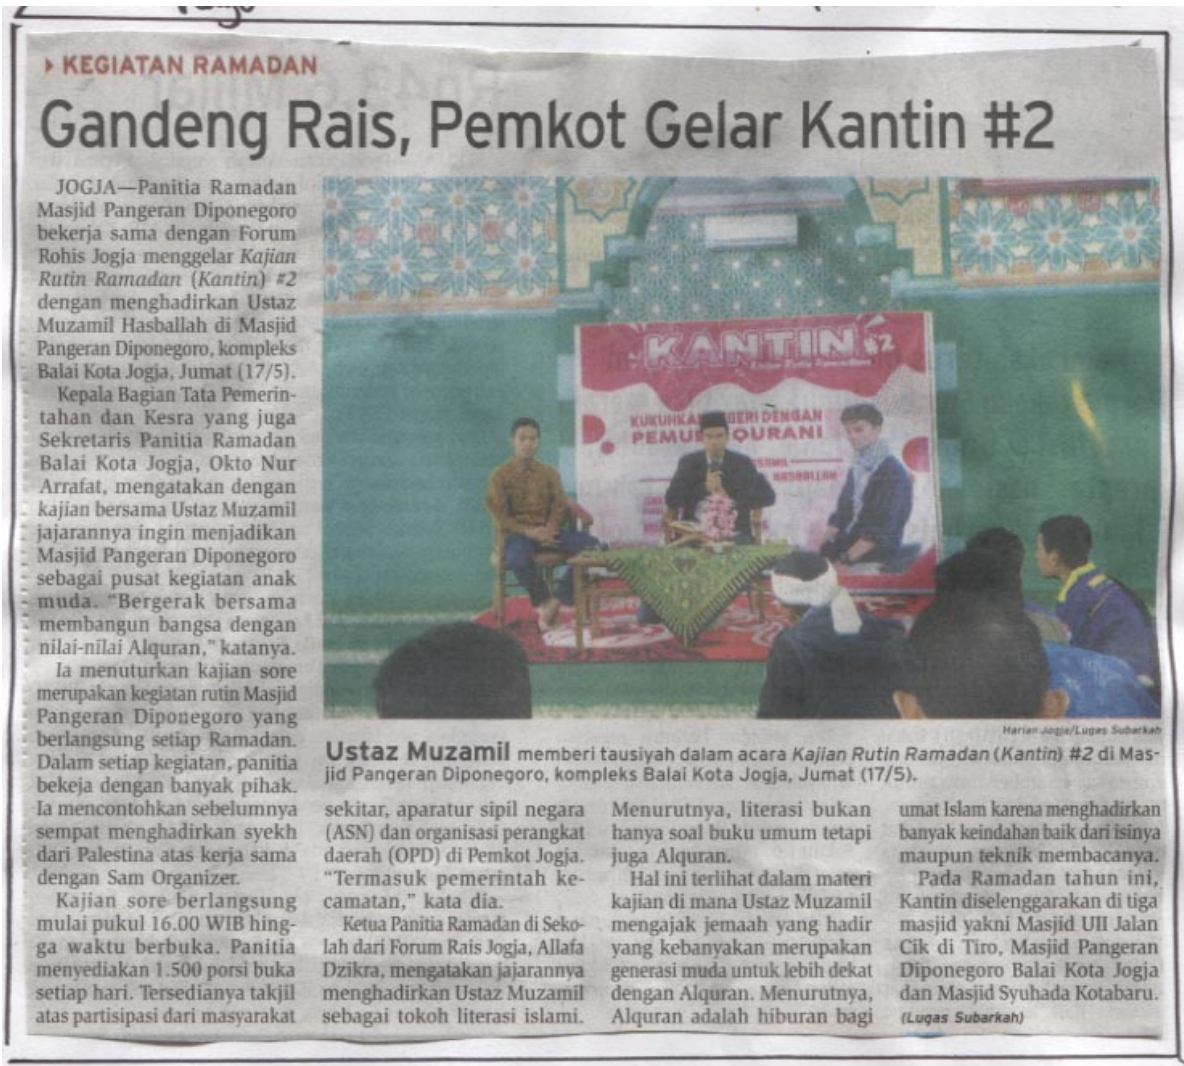 KEGIATAN RAMADAN
Gandeng Rais, Pemkot Gelar Kantin #2
JOGJA—Panitia Ramadan
Masjid Pangeran Diponegoro
bekerja sama dengan Forum
Rohis Jogja menggelar Kajian
Rutin Ramadan (Kantin) #2
dengan menghadirkan Ustaz
Muzamil Hasballah di Masjid
Pangeran Diponegoro, kompleks
Balai Kota Jogja, Jumat (17/5).
Kepala Bagian Tata Pemerin-
tahan dan Kesra yang juga
Sekretaris Panitia Ramadan
Balai Kota Jogja, Okto Nur
Arrafat, mengatakan dengan
kajian bersama Ustaz Muzamil
jajarannya ingin menjadikan
Masjid Pangeran Diponegoro
sebagai pusat kegiatan anak
muda. “Bergerak bersama
membangun bangsa dengan
nilai-nilai Alquran,” katanya.
Ia menuturkan kajian sore
merupakan kegiatan rutin Masjid
Pangeran Diponegoro yang
berlangsung setiap Ramadan.
Dalam setiap kegiatan, panitia
bekeja dengan banyak pihak.
Ia mencontohkan sebelumnya
sempat menghadirkan syekh
dari Palestina atas kerja sama
dengan Sam Organizer.
Kajian sore berlangsung
mulai pukul 16.00 WIB hing-
ga waktu berbuka. Panitia
menyediakan 1.500 porsi buka
setiap hari. Tersedianya takjil
atas partisipasi dari masyarakat
KANTIN #2
KUKUHKAN NEGERI DENGAN
PEMUDA QURANI
HASBALLAH
Harian Jogja/Lugas Subarkah
Ustaz Muzamil memberi tausiyah dalam acara Kajian Rutin Ramadan (Kantin) #2 di Mas-
jid Pangeran Diponegoro, kompleks Balai Kota Jogja, Jumat (17/5).
sekitar, aparatur sipil negara
(ASN) dan organisasi perangkat
daerah (OPD) di Pemkot Jogja.
“Termasuk pemerintah ke-
camatan,” kata dia.
Ketua Panitia Ramadan di Seko-
lah dari Forum Rais Jogja, Allafa
Dzikra, mengatakan jajarannya
menghadirkan Ustaz Muzamil
sebagai tokoh literasi islami.
Menurutnya, literasi bukan
hanya soal buku umum tetapi
juga Alquran.
Hal ini terlihat dalam materi
kajian di mana Ustaz Muzamil
mengajak jemaah yang hadir
yang kebanyakan merupakan
generasi muda untuk lebih dekat
dengan Alquran. Menurutnya,
Alquran adalah hiburan bagi
umat Islam karena menghadirkan
banyak keindahan baik dari isinya
maupun teknik membacanya.
Pada Ramadan tahun ini,
Kantin diselenggarakan di tiga
masjid yakni Masjid UII Jalan
Cik di Tiro, Masjid Pangeran
Diponegoro Balai Kota Jogja
dan Masjid Syuhada Kotabaru.
(Lugas Subarkah)